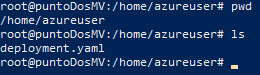 root@puntoDosMV:/home/azureuser# pwd
/home/azureuser
root@puntoDosMV:/home/azureuser# ls
deployment.yaml
root@puntoDosMV:/home/azureuser#